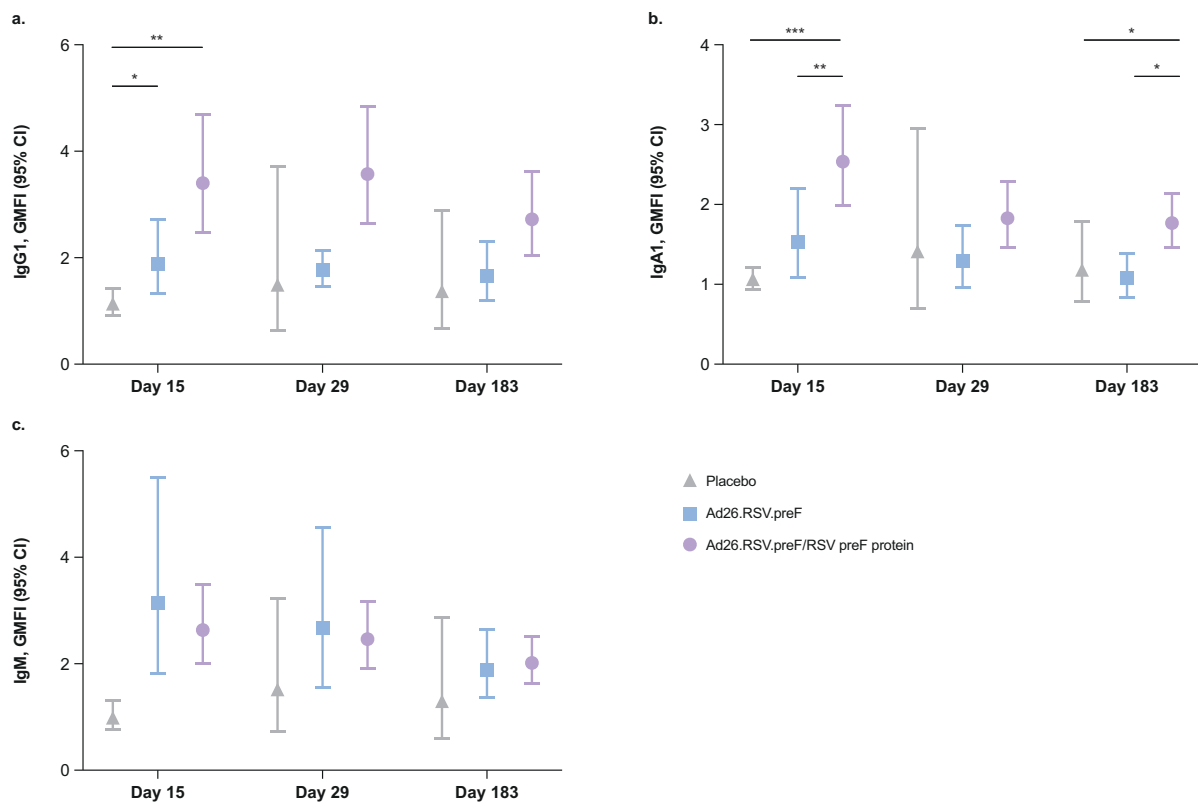 a.
IgG1, GMFI (95% CI)
6
4
2
0
**
*
Day 15
Day 29
Day 183
b.
IgA1, GMFI (95% CI)
4
3
2
1
0
***
**
*
*
Day 15
Day 29
Day 183
c.
IgM, GMFI (95% CI)
6
4
2
0
Day 15
Day 29
Day 183
Placebo
Ad26.RSV.preF
Ad26.RSV.preF/RSV preF protein